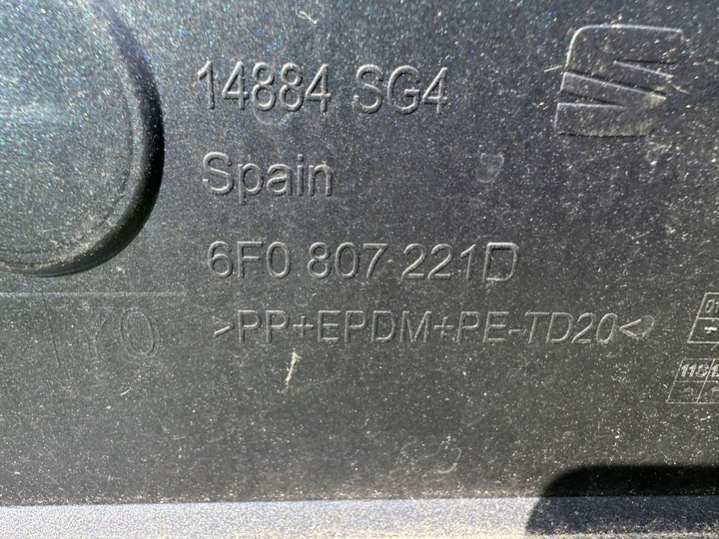 14884 SG4
Spain
6F0 807 221D
>PP+EPDM+PE-TD20<